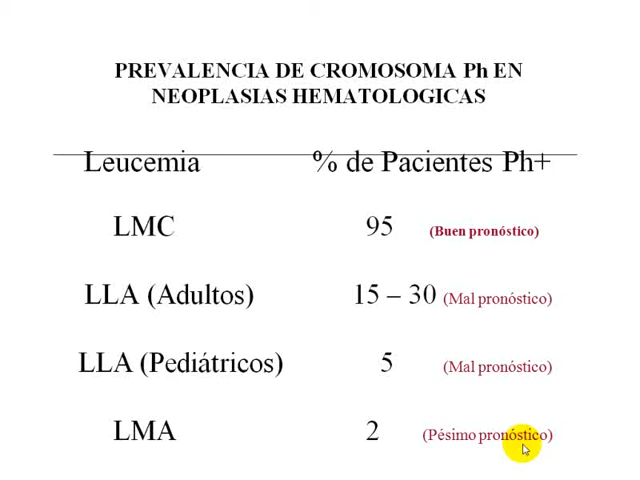 PREVALENCIA DE CROMOSOMA Ph EN
NEOPLASIAS HEMATOLOGICAS
Leucemia % de Pacientes Ph+
LMC 95 (Buen pronóstico)
LLA (Adultos) 15 – 30 (Mal pronóstico)
LLA (Pediátricos) 5 (Mal pronóstico)
LMA 2 (Pésimo pronóstico)